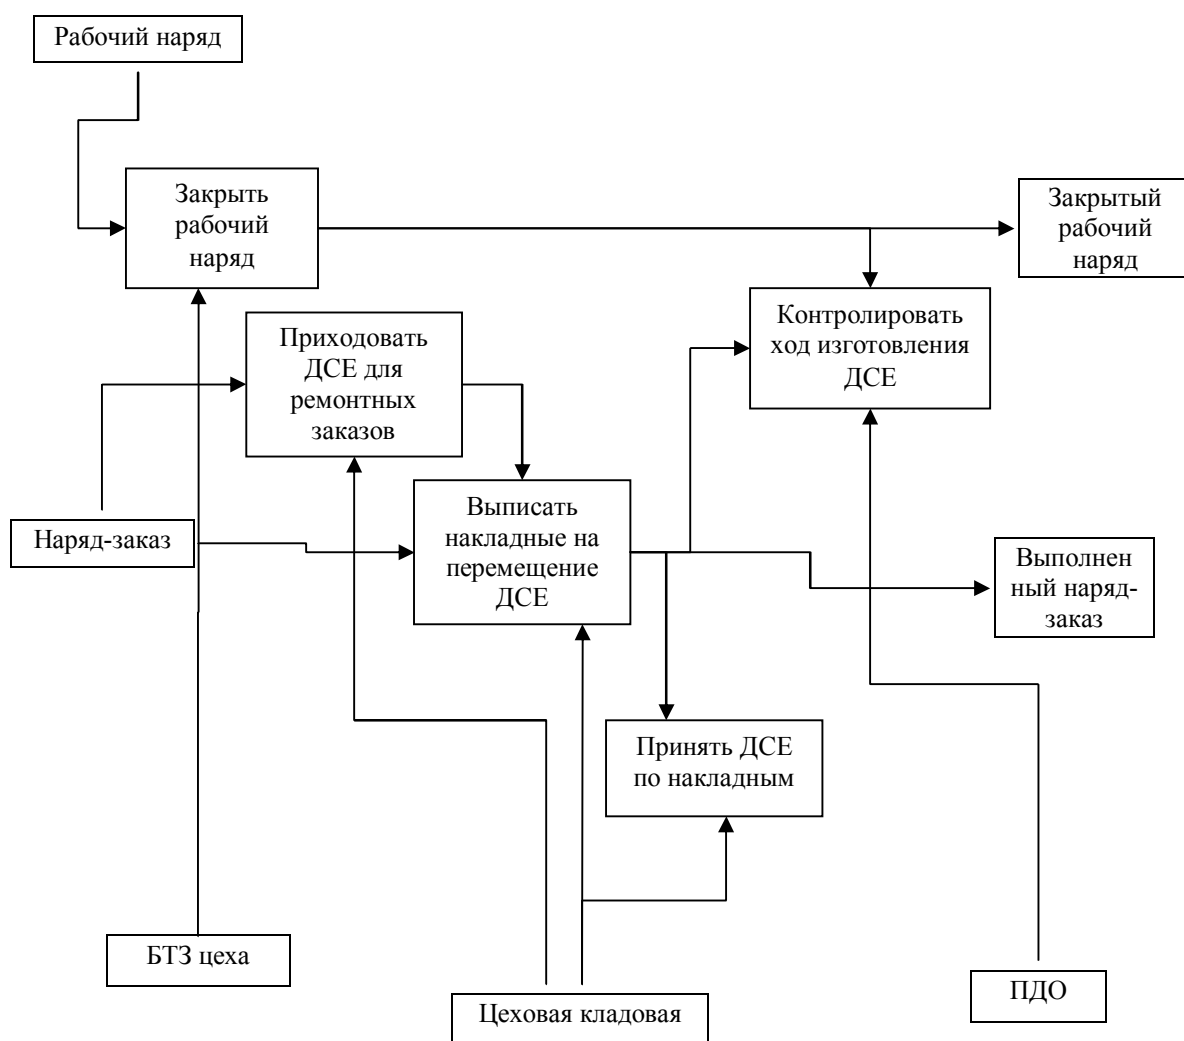 Рабочий наряд
Закрыть
рабочий
наряд
Закрытый
рабочий
наряд
Контролировать
ход изготовления
ДСЕ
Приходовать
ДСЕ для
ремонтных
заказов
Выписать
накладные на
перемещение
ДСЕ
Наряд-заказ
Выполнен
ный наряд-
заказ
Принять ДСЕ
по накладным
БТЗ цеха
ПДО
Цеховая кладовая